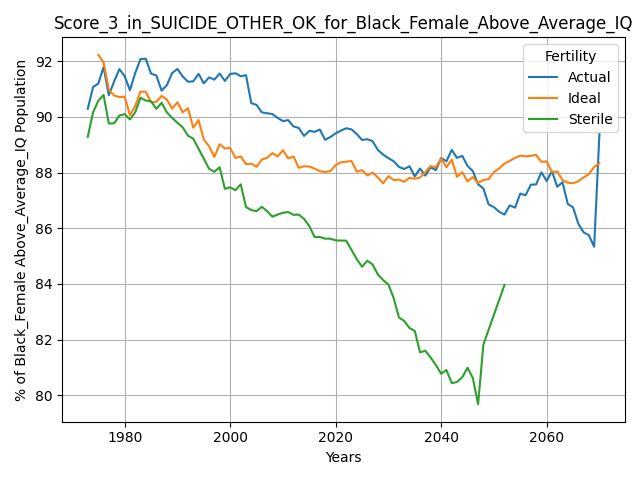 Score_3_in_SUICIDE_OTHER_OK_for_Black_Female_Above_Average_IQ
Fertility
Actual
Ideal
Sterile
% of Black_Female Above_Average_IQ Population
92
90
88
86
84
82
80
1980
2000
2020
2040
2060
Years